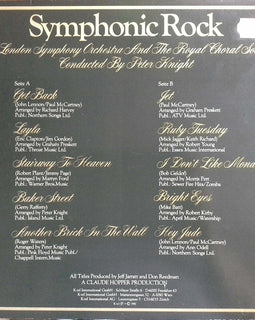 Symphonic Rock
London Symphony Orchestra And The Royal Choral So
Conducted By Peter Knight
Seite A
Get Back
(John Lennon/Paul McCartney)
Arranged by Richard Harvey
Publ.: Northern Songs Ltd.
Layla
(Eric Clapton/Jim Gordon)
Arranged by Graham Preskett
Publ.: Throat Music Ltd.
Stairway To Heaven
(Robert Plant/Jimmy Page)
Arranged by Martyn Ford
Publ.: Warner Bros. Music
Baker Street
(Gerry Rafferty)
Arranged by Peter Knight
Publ.: Island Music Ltd.
Another Brick In The Wall
(Roger Waters)
Arranged by Peter Knight
Publ.: Pink Floyd Music Publ./
Chappell Intern. Music
Seite B
Jet
(Paul McCartney)
Arranged by Graham Preskett
Publ.: ATV Music Ltd.
Ruby Tuesday
(Mick Jagger/Keith Richard)
Arranged by Robert Young
Publ.: Essex Music International
I Don't Like Monda
(Bob Geldof)
Arranged by Morris Pert
Publ.: Sewer Fire Hits/Zomba
Bright Eyes
(Mike Batt)
Arranged by Robert Kirby
Publ.: April Music/Watership
Hey Jude
(John Lennon/Paul McCartney)
Arranged by Ann Odell
Publ.: Northern Songs Ltd.
All Titles Produced by Jeff Jarratt and Don Reedman
A CLAUDE HOPPER PRODUCTION